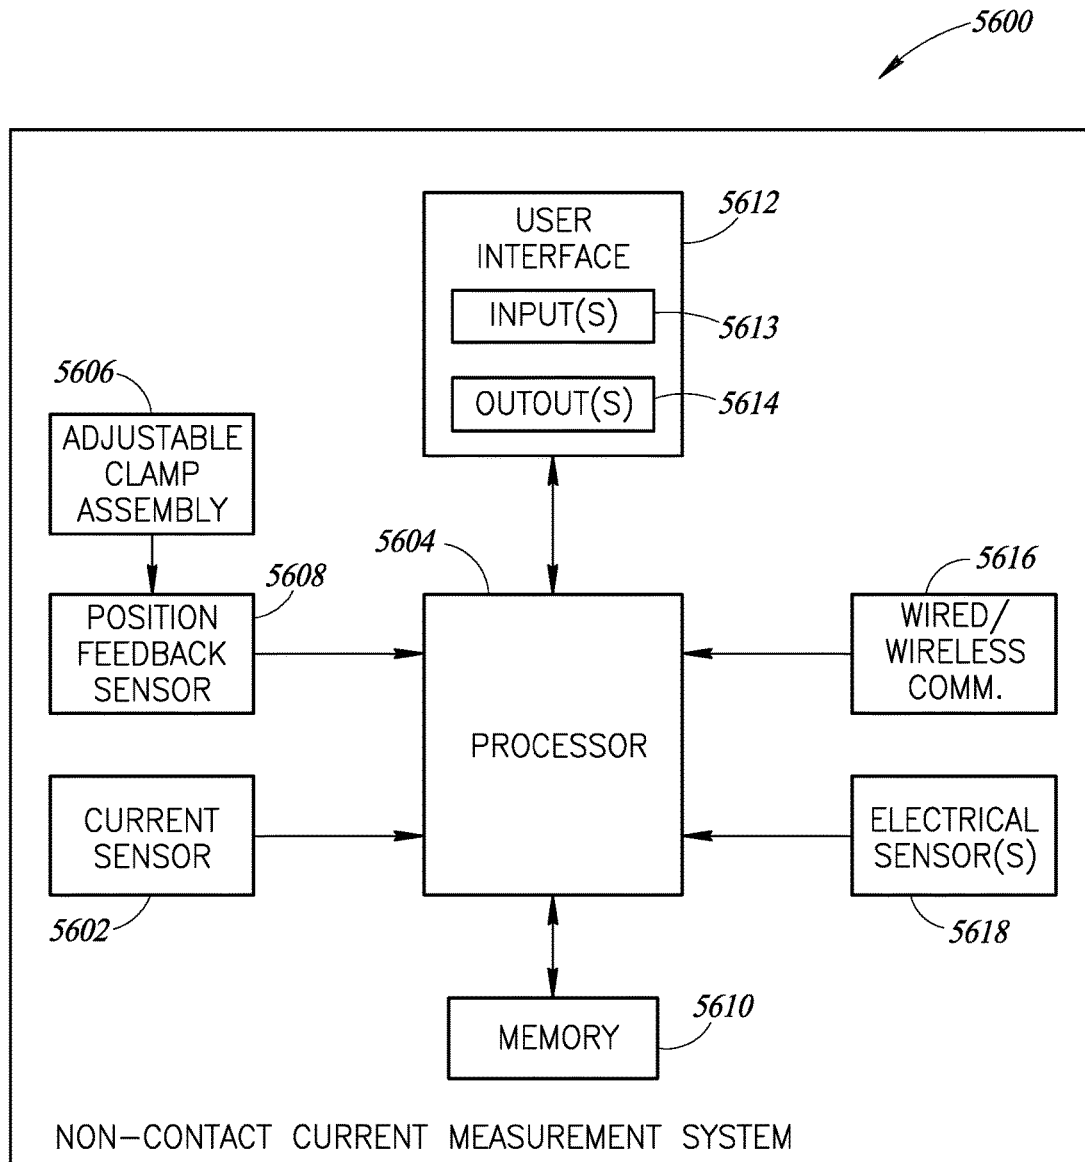 5600
5612
USER
INTERFACE
INPUT(S)
5613
OUTOUT(S)
5614
5606
ADJUSTABLE
CLAMP
ASSEMBLY
5608
POSITION
FEEDBACK
SENSOR
5604
PROCESSOR
5616
WIRED/
WIRELESS
COMM.
CURRENT
SENSOR
5602
ELECTRICAL
SENSOR(S)
5618
MEMORY
5610
NON-CONTACT CURRENT MEASUREMENT SYSTEM